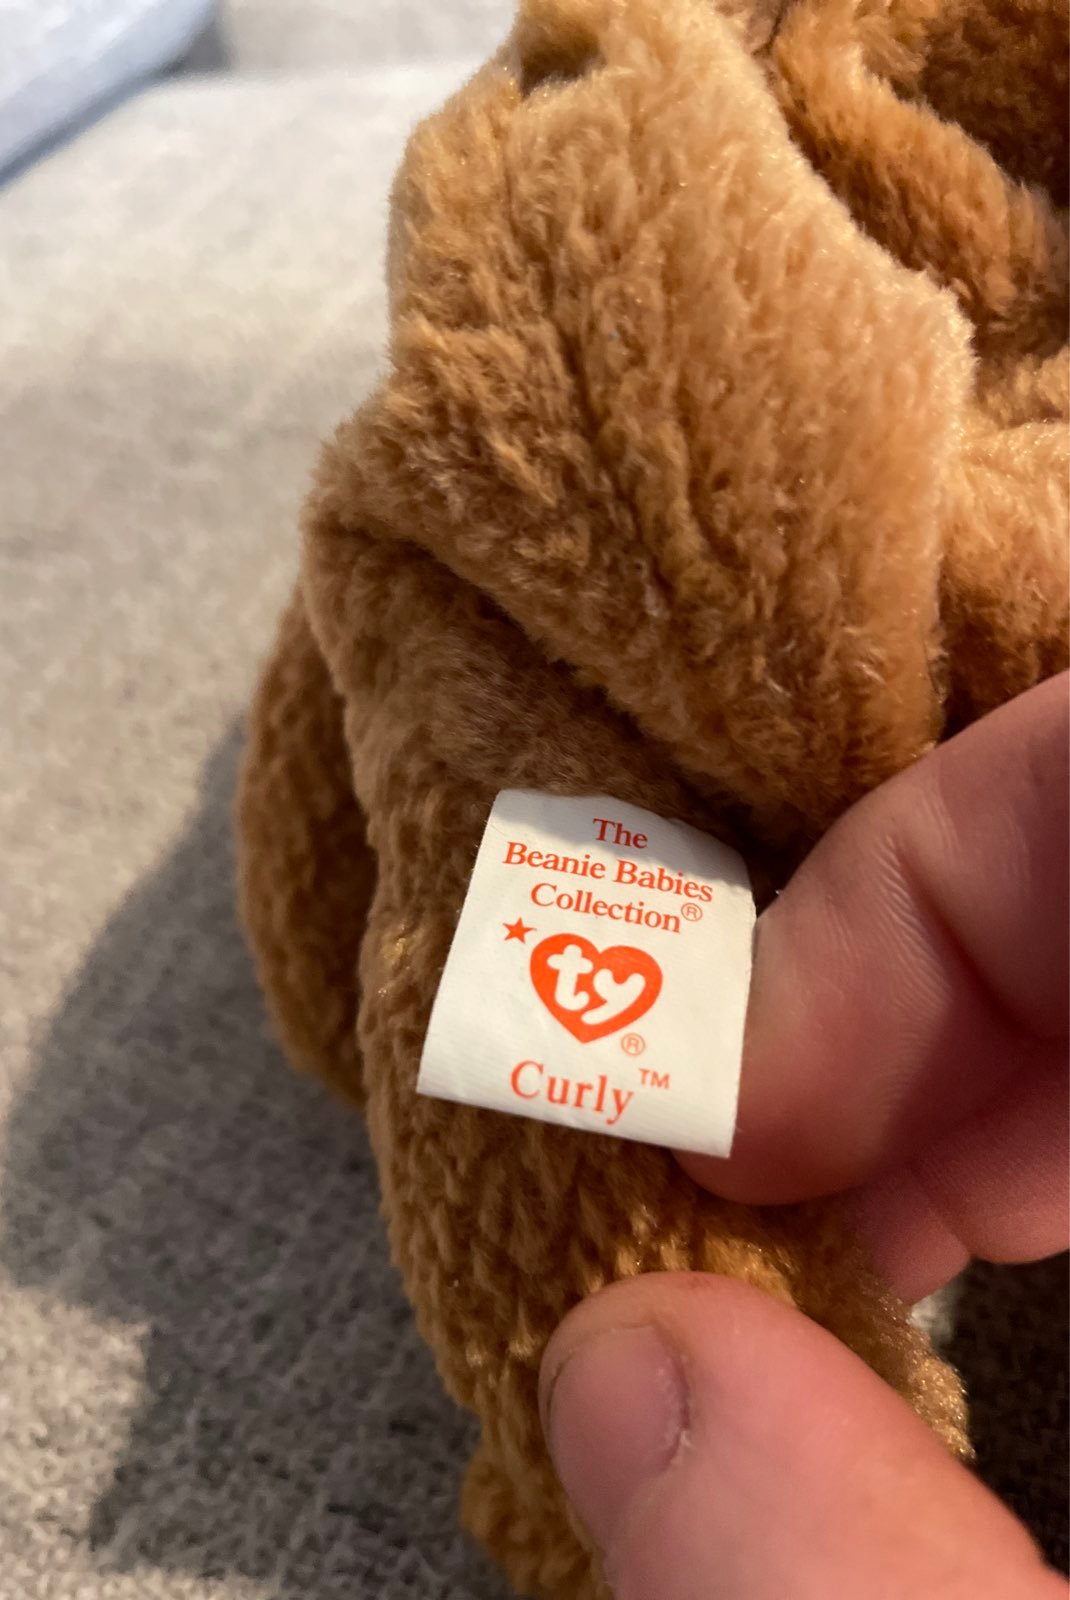 The
Beanie Babies
Collection®
ty®
Curly™